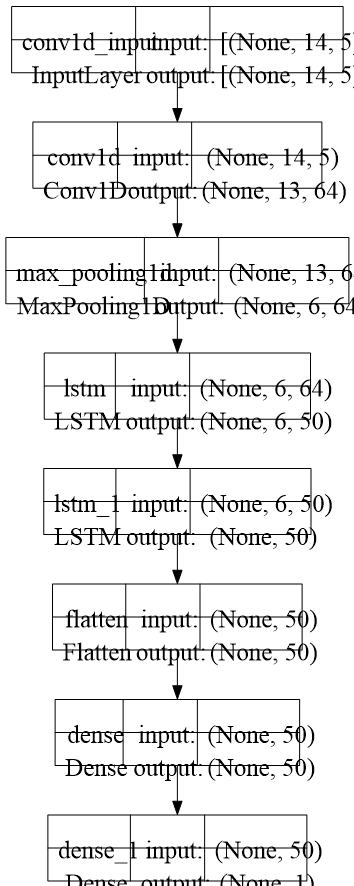 conv1d_input input: [(None, 14, 5)
InputLayer output: [(None, 14, 5)
conv1d input: (None, 14, 5)
Conv1D output: (None, 13, 64)
max_pooling1d input: (None, 13, 64
MaxPooling1D output: (None, 6, 64
lstm input: (None, 6, 64)
LSTM output: (None, 6, 50)
lstm_1 input: (None, 6, 50)
LSTM output: (None, 50)
flatten input: (None, 50)
Flatten output: (None, 50)
dense input: (None, 50)
Dense output: (None, 50)
dense_1 input: (None, 50)
Dense output: (None, 1)